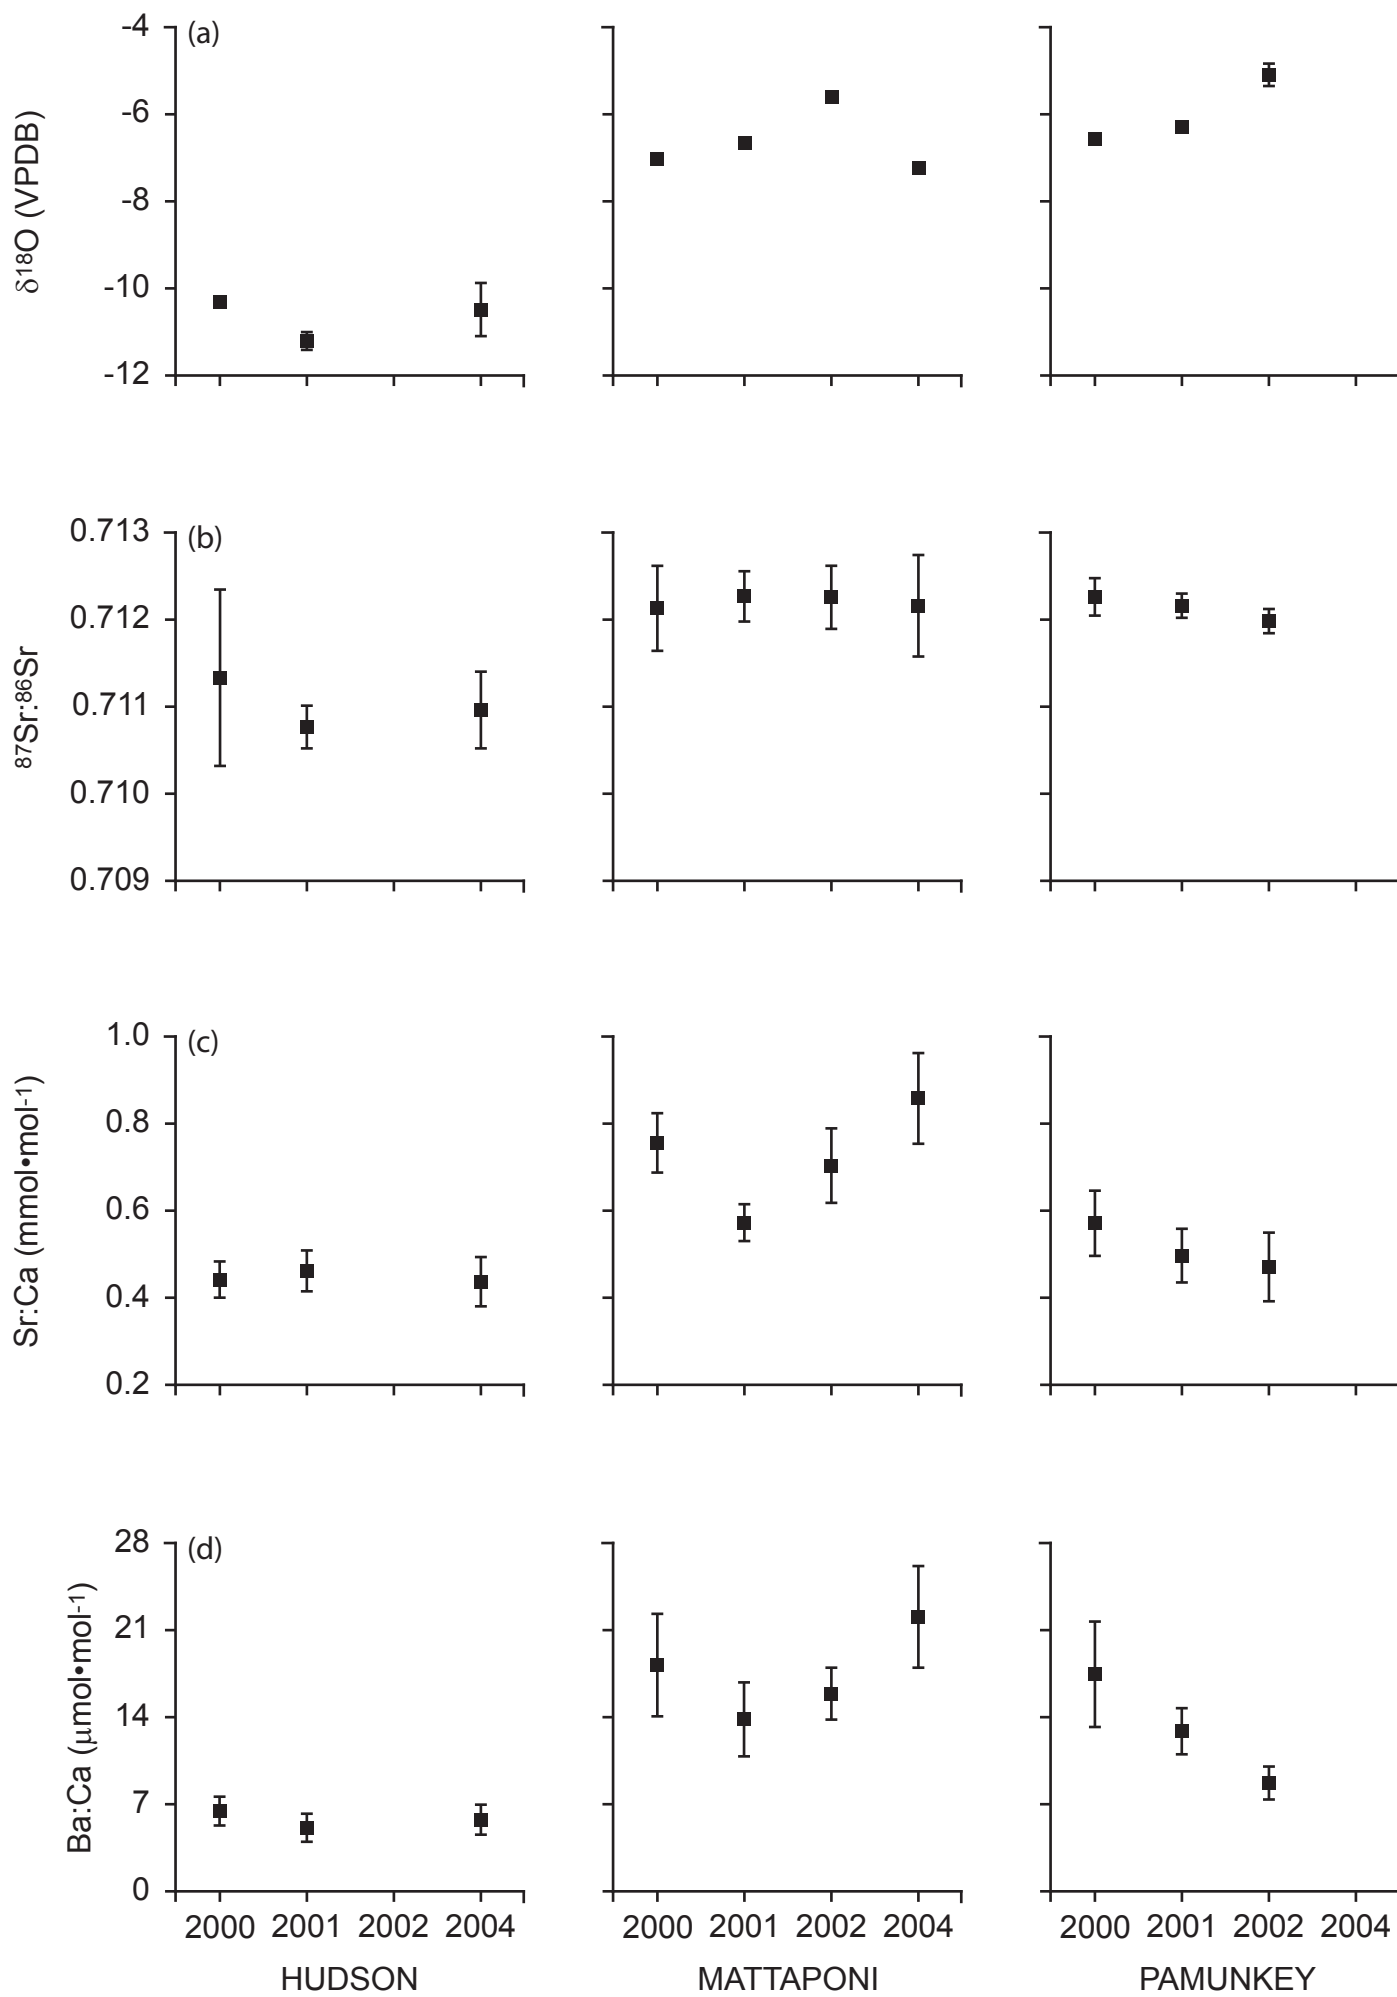 (a)
δ18O (VPDB)
-4
-6
-8
-10
-12
(b)
87Sr:86Sr
0.713
0.712
0.711
0.710
0.709
(c)
Sr:Ca (mmol•mol-1)
1.0
0.8
0.6
0.4
0.2
(d)
Ba:Ca (μmol•mol-1)
28
21
14
7
0
2000 2001 2002 2004 2000 2001 2002 2004 2000 2001 2002 2004
HUDSON MATTAPONI PAMUNKEY